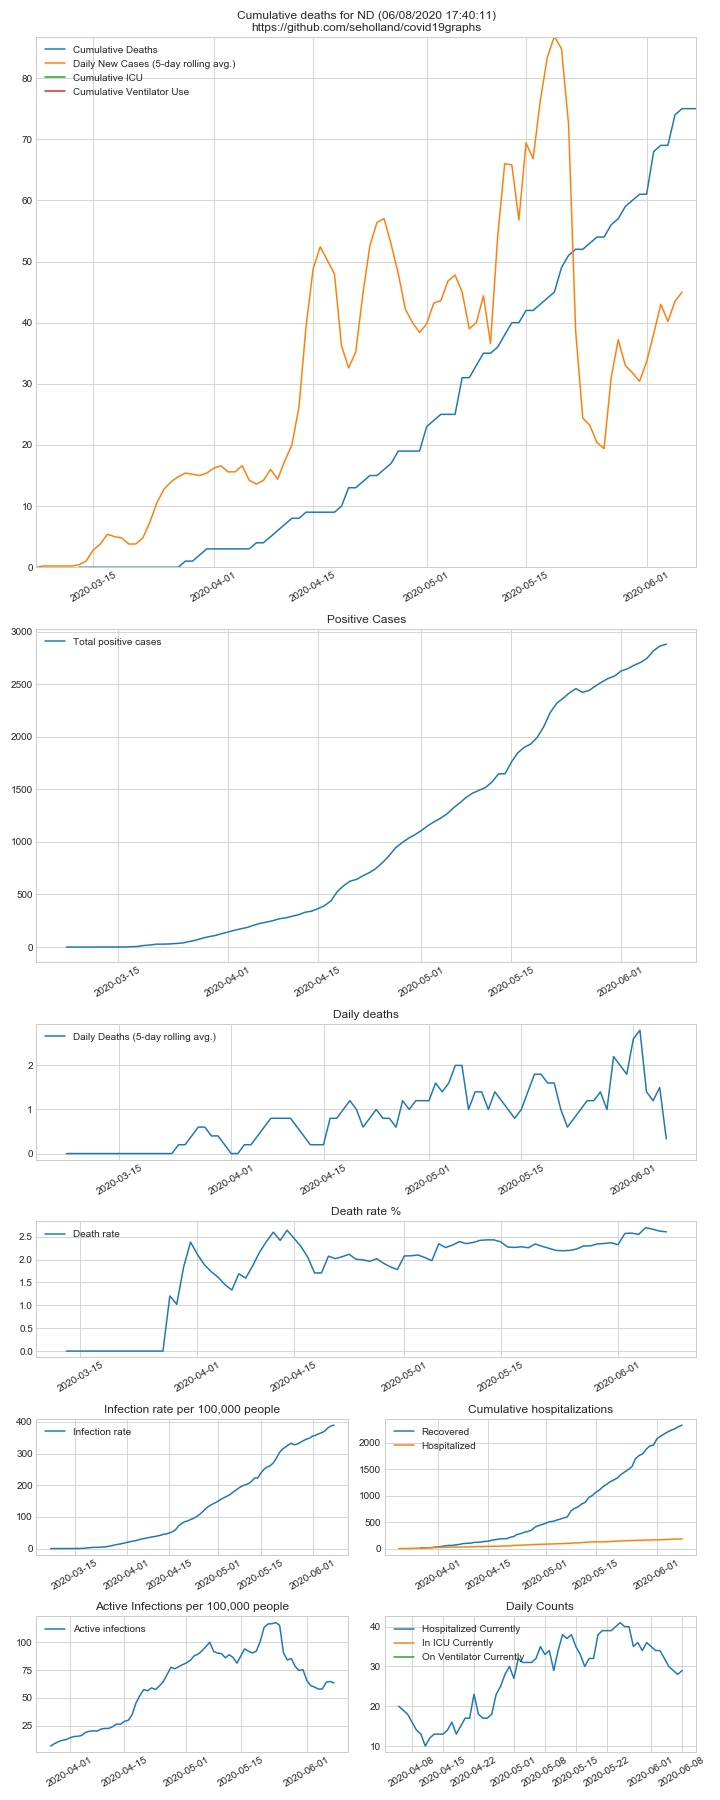 Cumulative deaths for ND (06/08/2020 17:40:11)
https://github.com/seholland/covid19graphs
Cumulative Deaths
Daily New Cases (5-day rolling avg.)
Cumulative ICU
Cumulative Ventilator Use
80
70
60
50
40
30
20
10
0
2020-03-15 2020-04-01 2020-04-15 2020-05-01 2020-05-15 2020-06-01
Positive Cases
Total positive cases
3000
2500
2000
1500
1000
500
0
2020-03-15 2020-04-01 2020-04-15 2020-05-01 2020-05-15 2020-06-01
Daily deaths
Daily Deaths (5-day rolling avg.)
2
1
0
2020-03-15 2020-04-01 2020-04-15 2020-05-01 2020-05-15 2020-06-01
Death rate %
Death rate
2.5
2.0
1.5
1.0
0.5
0.0
2020-03-15 2020-04-01 2020-04-15 2020-05-01 2020-05-15 2020-06-01
Infection rate per 100,000 people
Infection rate
400
300
200
100
0
2020-03-15 2020-04-01 2020-04-15 2020-05-01 2020-05-15 2020-06-01
Cumulative hospitalizations
Recovered
Hospitalized
2000
1500
1000
500
0
2020-04-01 2020-04-15 2020-05-01 2020-05-15 2020-06-01
Active Infections per 100,000 people
Active infections
100
75
50
25
2020-04-01 2020-04-15 2020-05-01 2020-05-15 2020-06-01
Daily Counts
Hospitalized Currently
In ICU Currently
On Ventilator Currently
40
30
20
10
2020-04-08 2020-04-15 2020-04-22 2020-05-01 2020-05-08 2020-05-15 2020-05-22 2020-06-01 2020-06-08